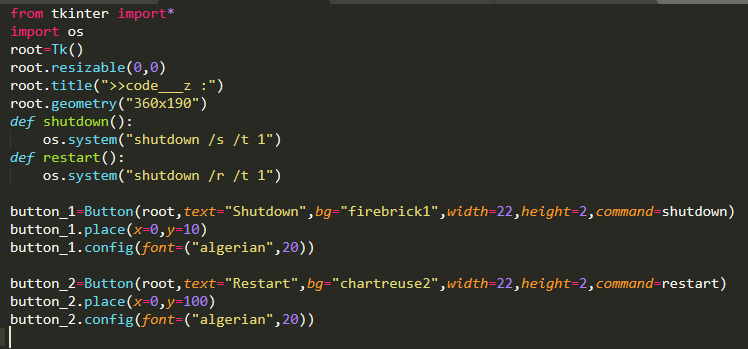 from tkinter import*
import os
root=Tk()
root.resizable(0,0)
root.title(">>code___z :")
root.geometry("360x190")
def shutdown():
    os.system("shutdown /s /t 1")
def restart():
    os.system("shutdown /r /t 1")

button_1=Button(root,text="Shutdown",bg="firebrick1",width=22,height=2,command=shutdown)
button_1.place(x=0,y=10)
button_1.config(font=("algerian",20))

button_2=Button(root,text="Restart",bg="chartreuse2",width=22,height=2,command=restart)
button_2.place(x=0,y=100)
button_2.config(font=("algerian",20))